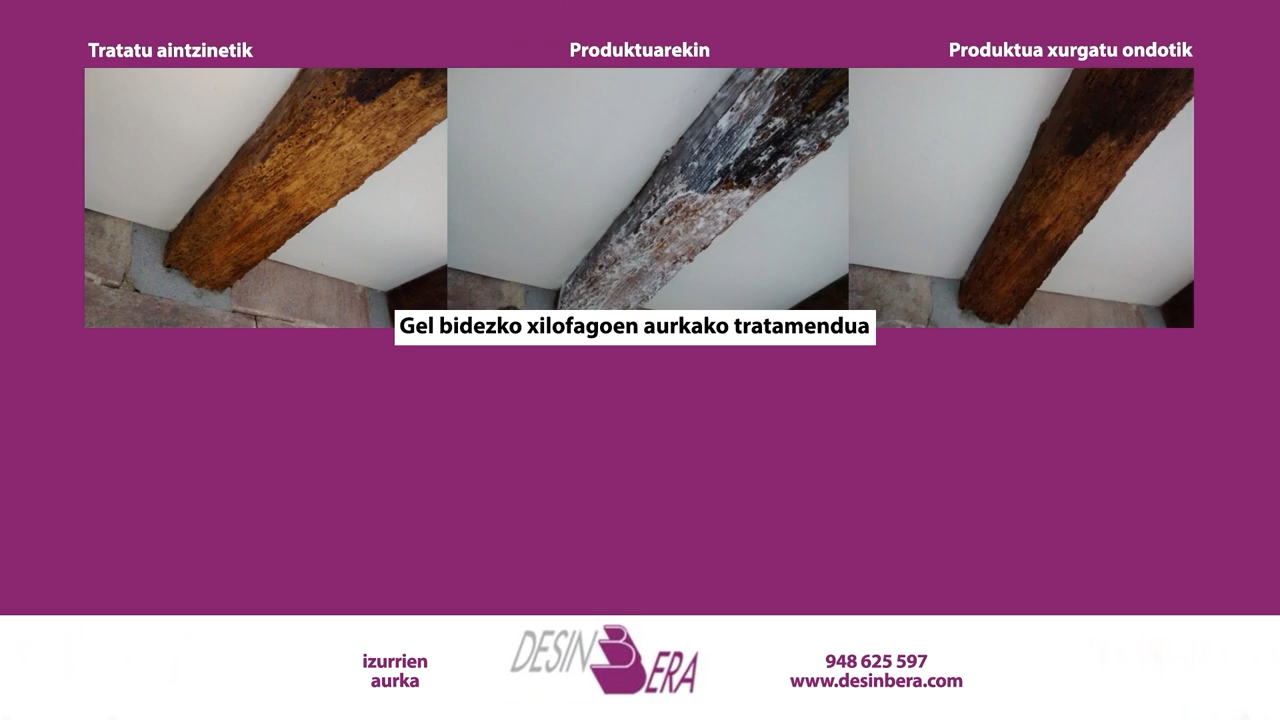 Tratatu aintzinetik
Produktuarekin
Produktua xurgatu ondotik
Gel bidezko xilofagoen aurkako tratamendua
izurrien
aurka
DESINBERA
948 625 597
www.desinbera.com